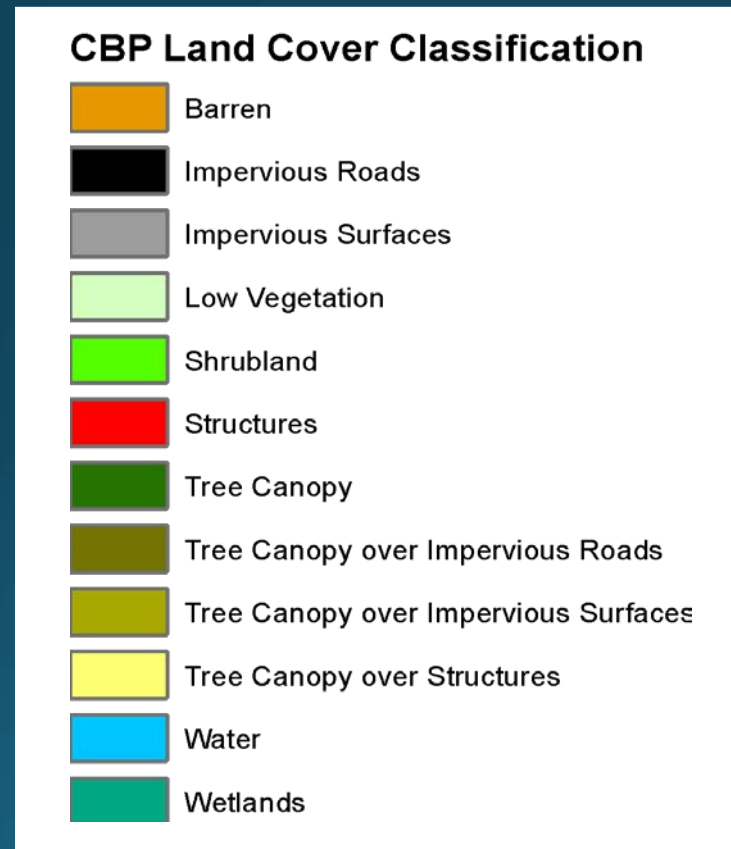 CBP Land Cover Classification
Barren
Impervious Roads
Impervious Surfaces
Low Vegetation
Shrubland
Structures
Tree Canopy
Tree Canopy over Impervious Roads
Tree Canopy over Impervious Surfaces
Tree Canopy over Structures
Water
Wetlands